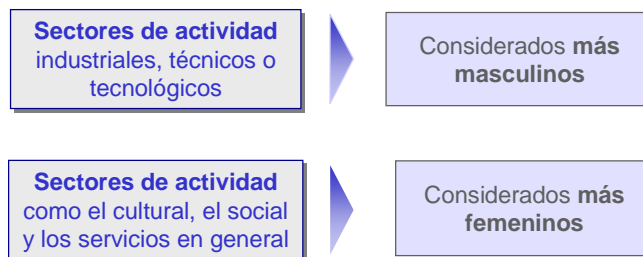 Sectores de actividad
industriales, técnicos o
tecnológicos
Considerados más
masculinos
Sectores de actividad
como el cultural, el social
y los servicios en general
Considerados más
femeninos